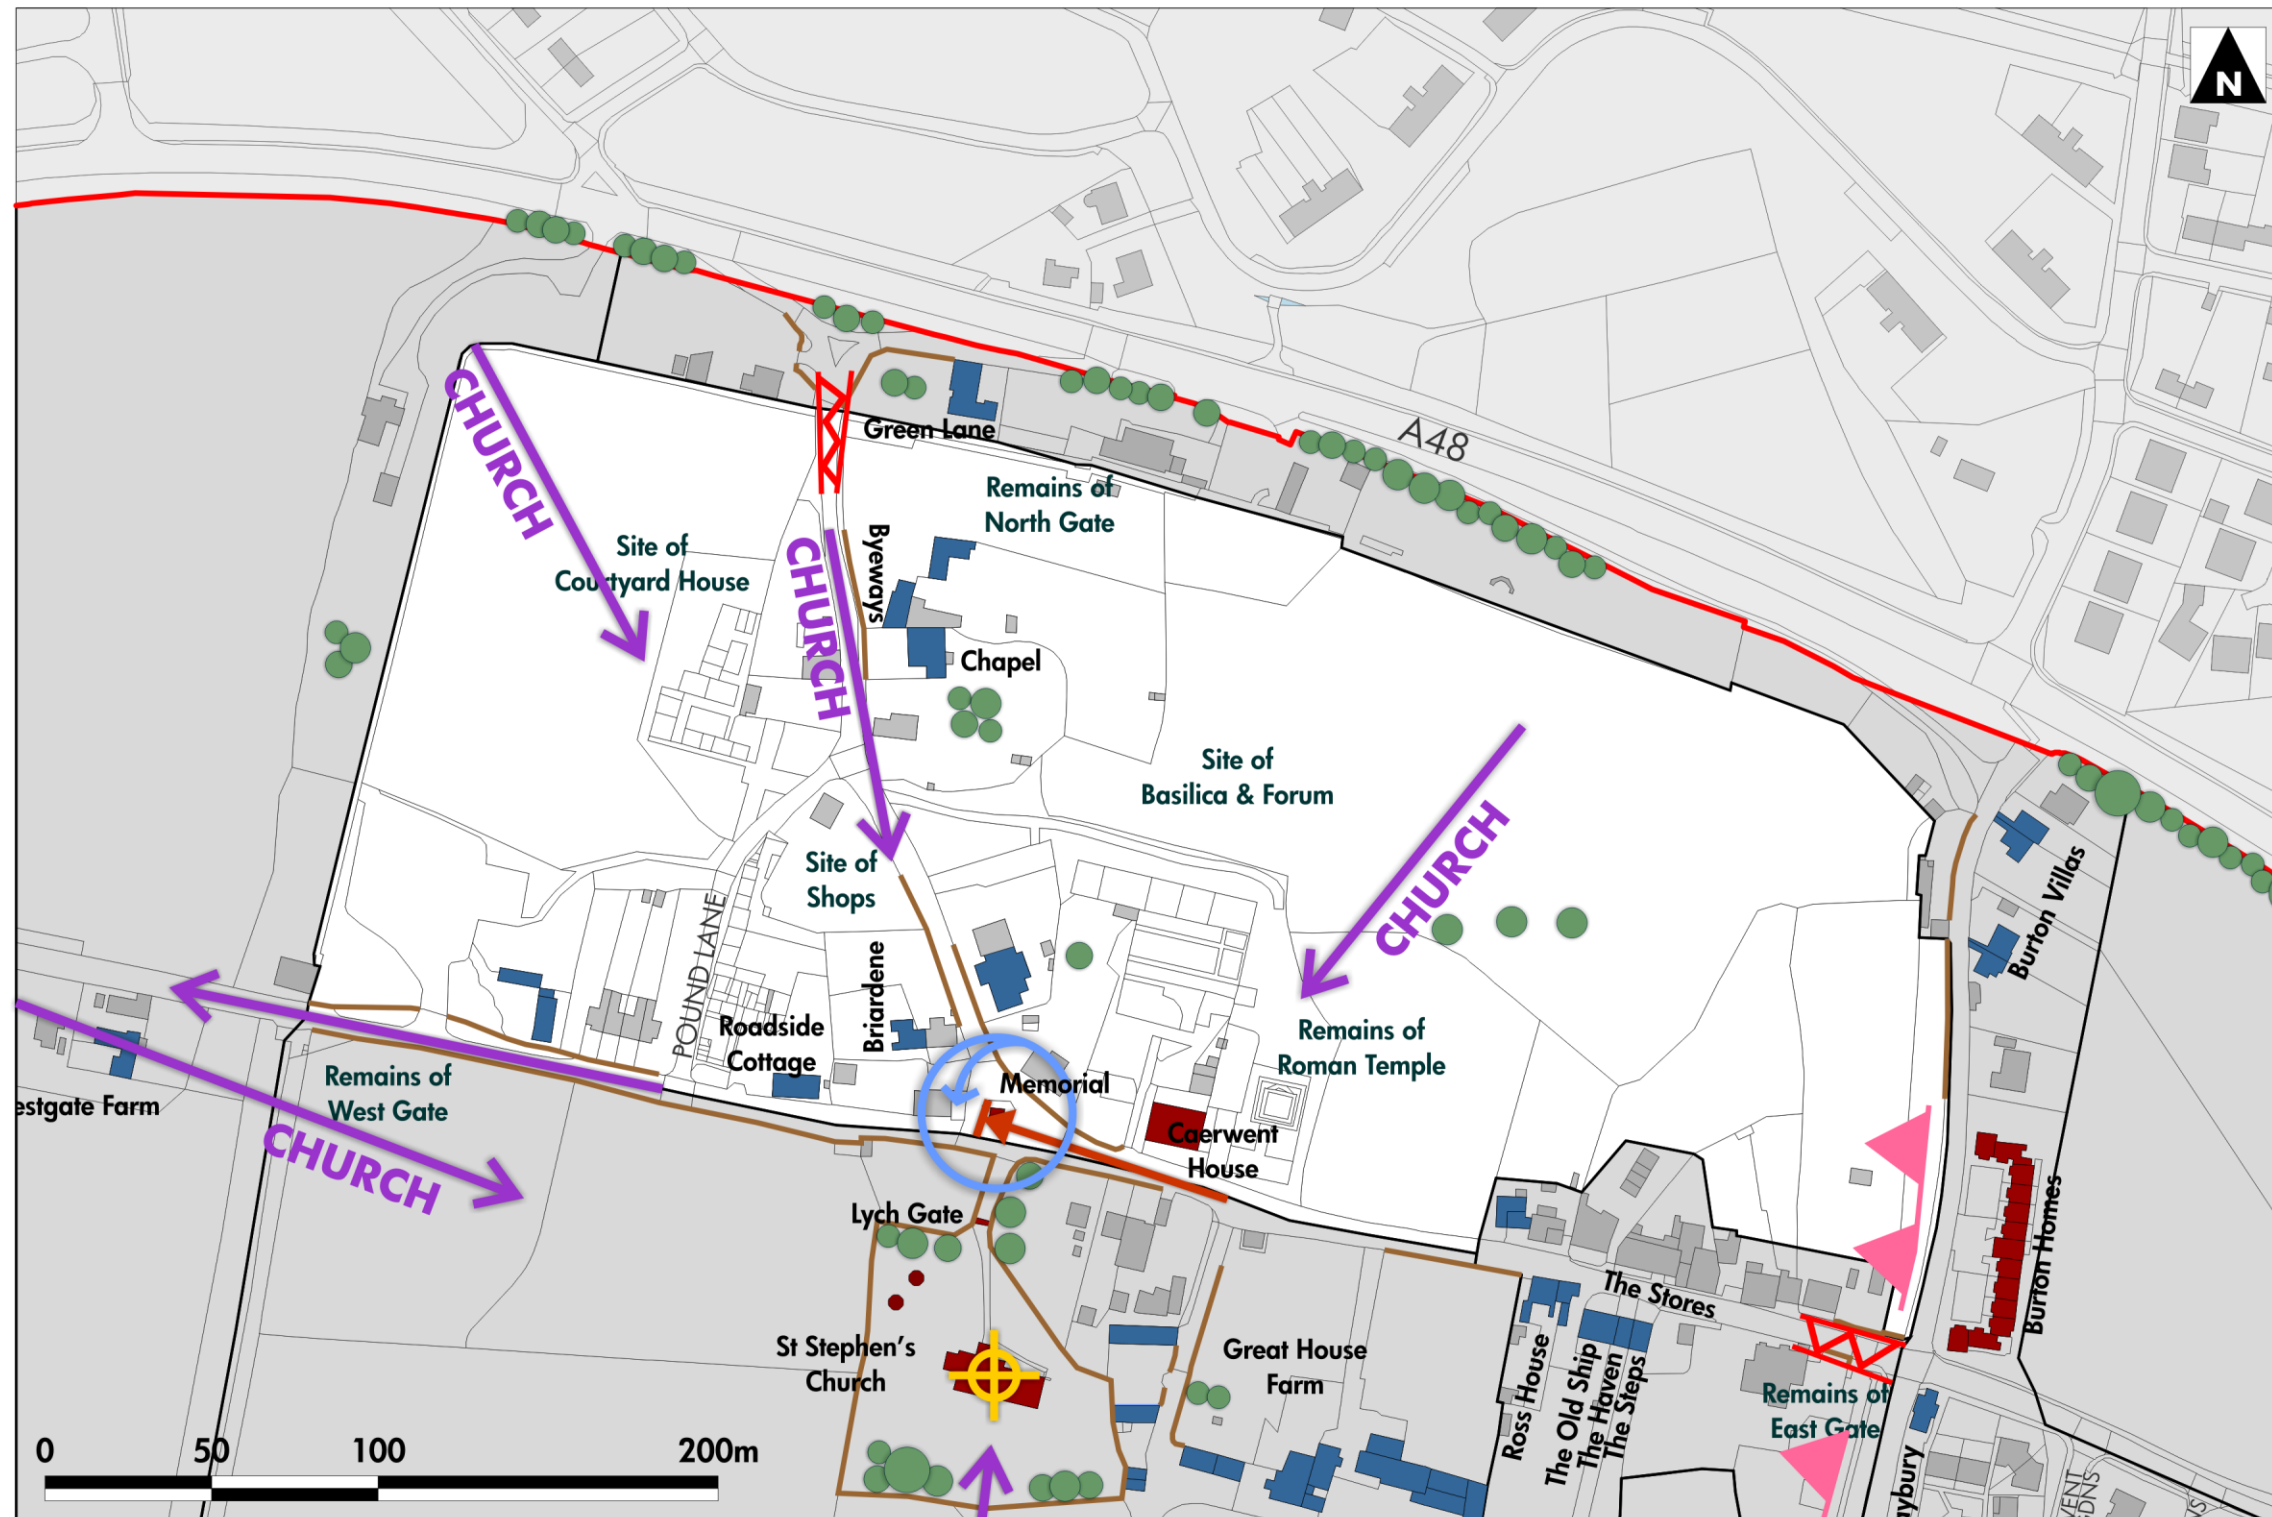 N
A48
CHURCH
Green Lane
Remains of
North Gate
Site of
Courtyard House
CHURCH
Byeways
Chapel
Site of
Basilica & Forum
CHURCH
Site of
Shops
Burton Villas
POUND LANE
Briardene
Roadside
Cottage
Remains of
Roman Temple
Memorial
Remains of
West Gate
estgate Farm
CHURCH
Caerwent
House
Lych Gate
Burton Homes
The Stores
St Stephen's
Church
Great House
Farm
Ross House
The Old Ship
The Haven
The Steps
Remains of
East Gate
aybury
VENT
GDNS
0 50 100 200m